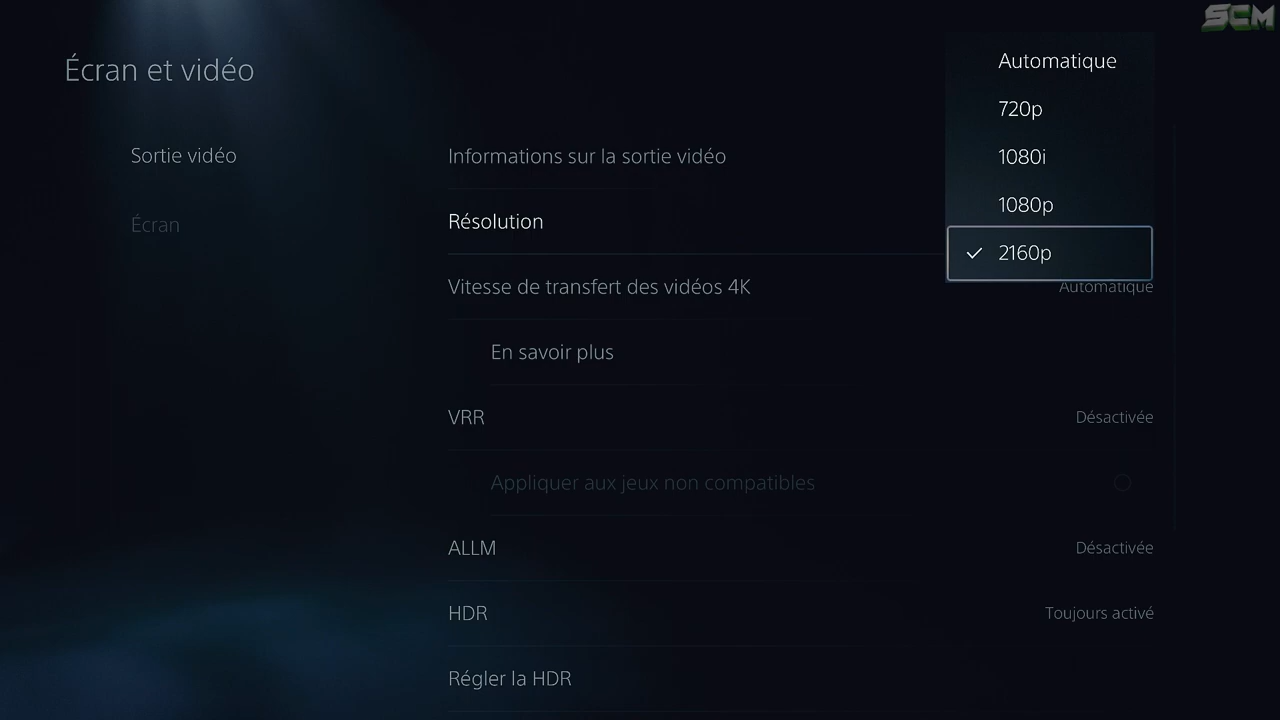 SCM
Écran et vidéo
Sortie vidéo
Écran
Informations sur la sortie vidéo
Résolution
Automatique
720p
1080i
1080p
2160p
Vitesse de transfert des vidéos 4K
Automatique
En savoir plus
VRR
Désactivée
Appliquer aux jeux non compatibles
ALLM
Désactivée
HDR
Toujours activé
Régler la HDR